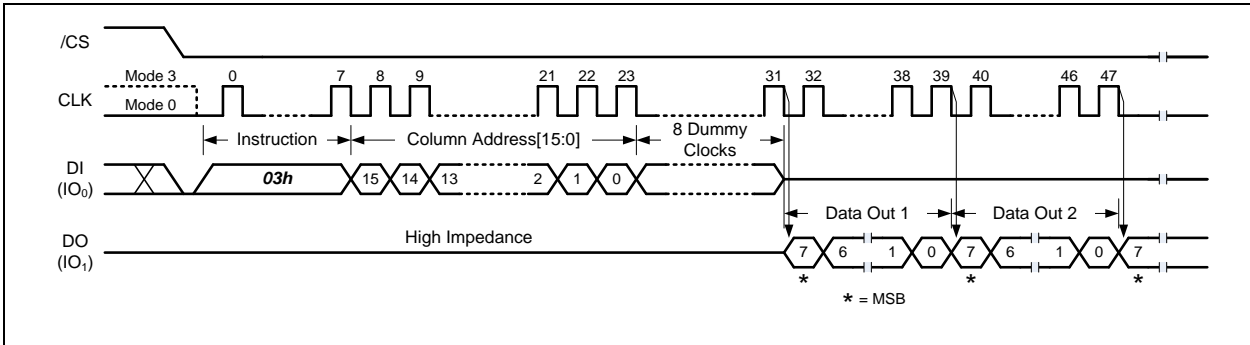 /CS
Mode 3 0 7 8 9 21 22 23 31 32 38 39 40 46 47
CLK
Mode 0
Instruction Column Address[15:0] 8 Dummy
Clocks
DI
(IO₀)
03h 15 14 13 2 1 0
Data Out 1 Data Out 2
DO
(IO₁)
High Impedance
7 6 1 0 7 6 1 0 7
* * *
* = MSB